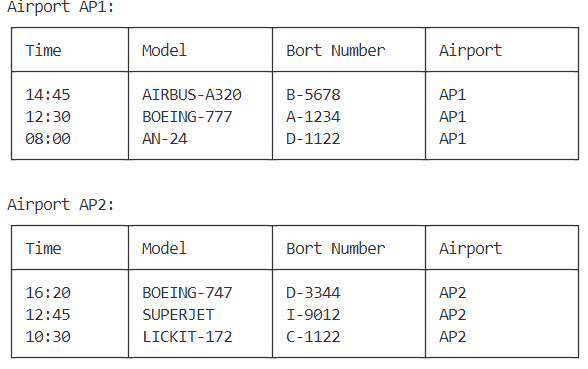 Airport AP1:
Time Model Bort Number Airport
14:45 AIRBUS-A320 B-5678 AP1
12:30 BOEING-777 A-1234 AP1
08:00 AN-24 D-1122 AP1
Airport AP2:
Time Model Bort Number Airport
16:20 BOEING-747 D-3344 AP2
12:45 SUPERJET I-9012 AP2
10:30 LICKIT-172 C-1122 AP2